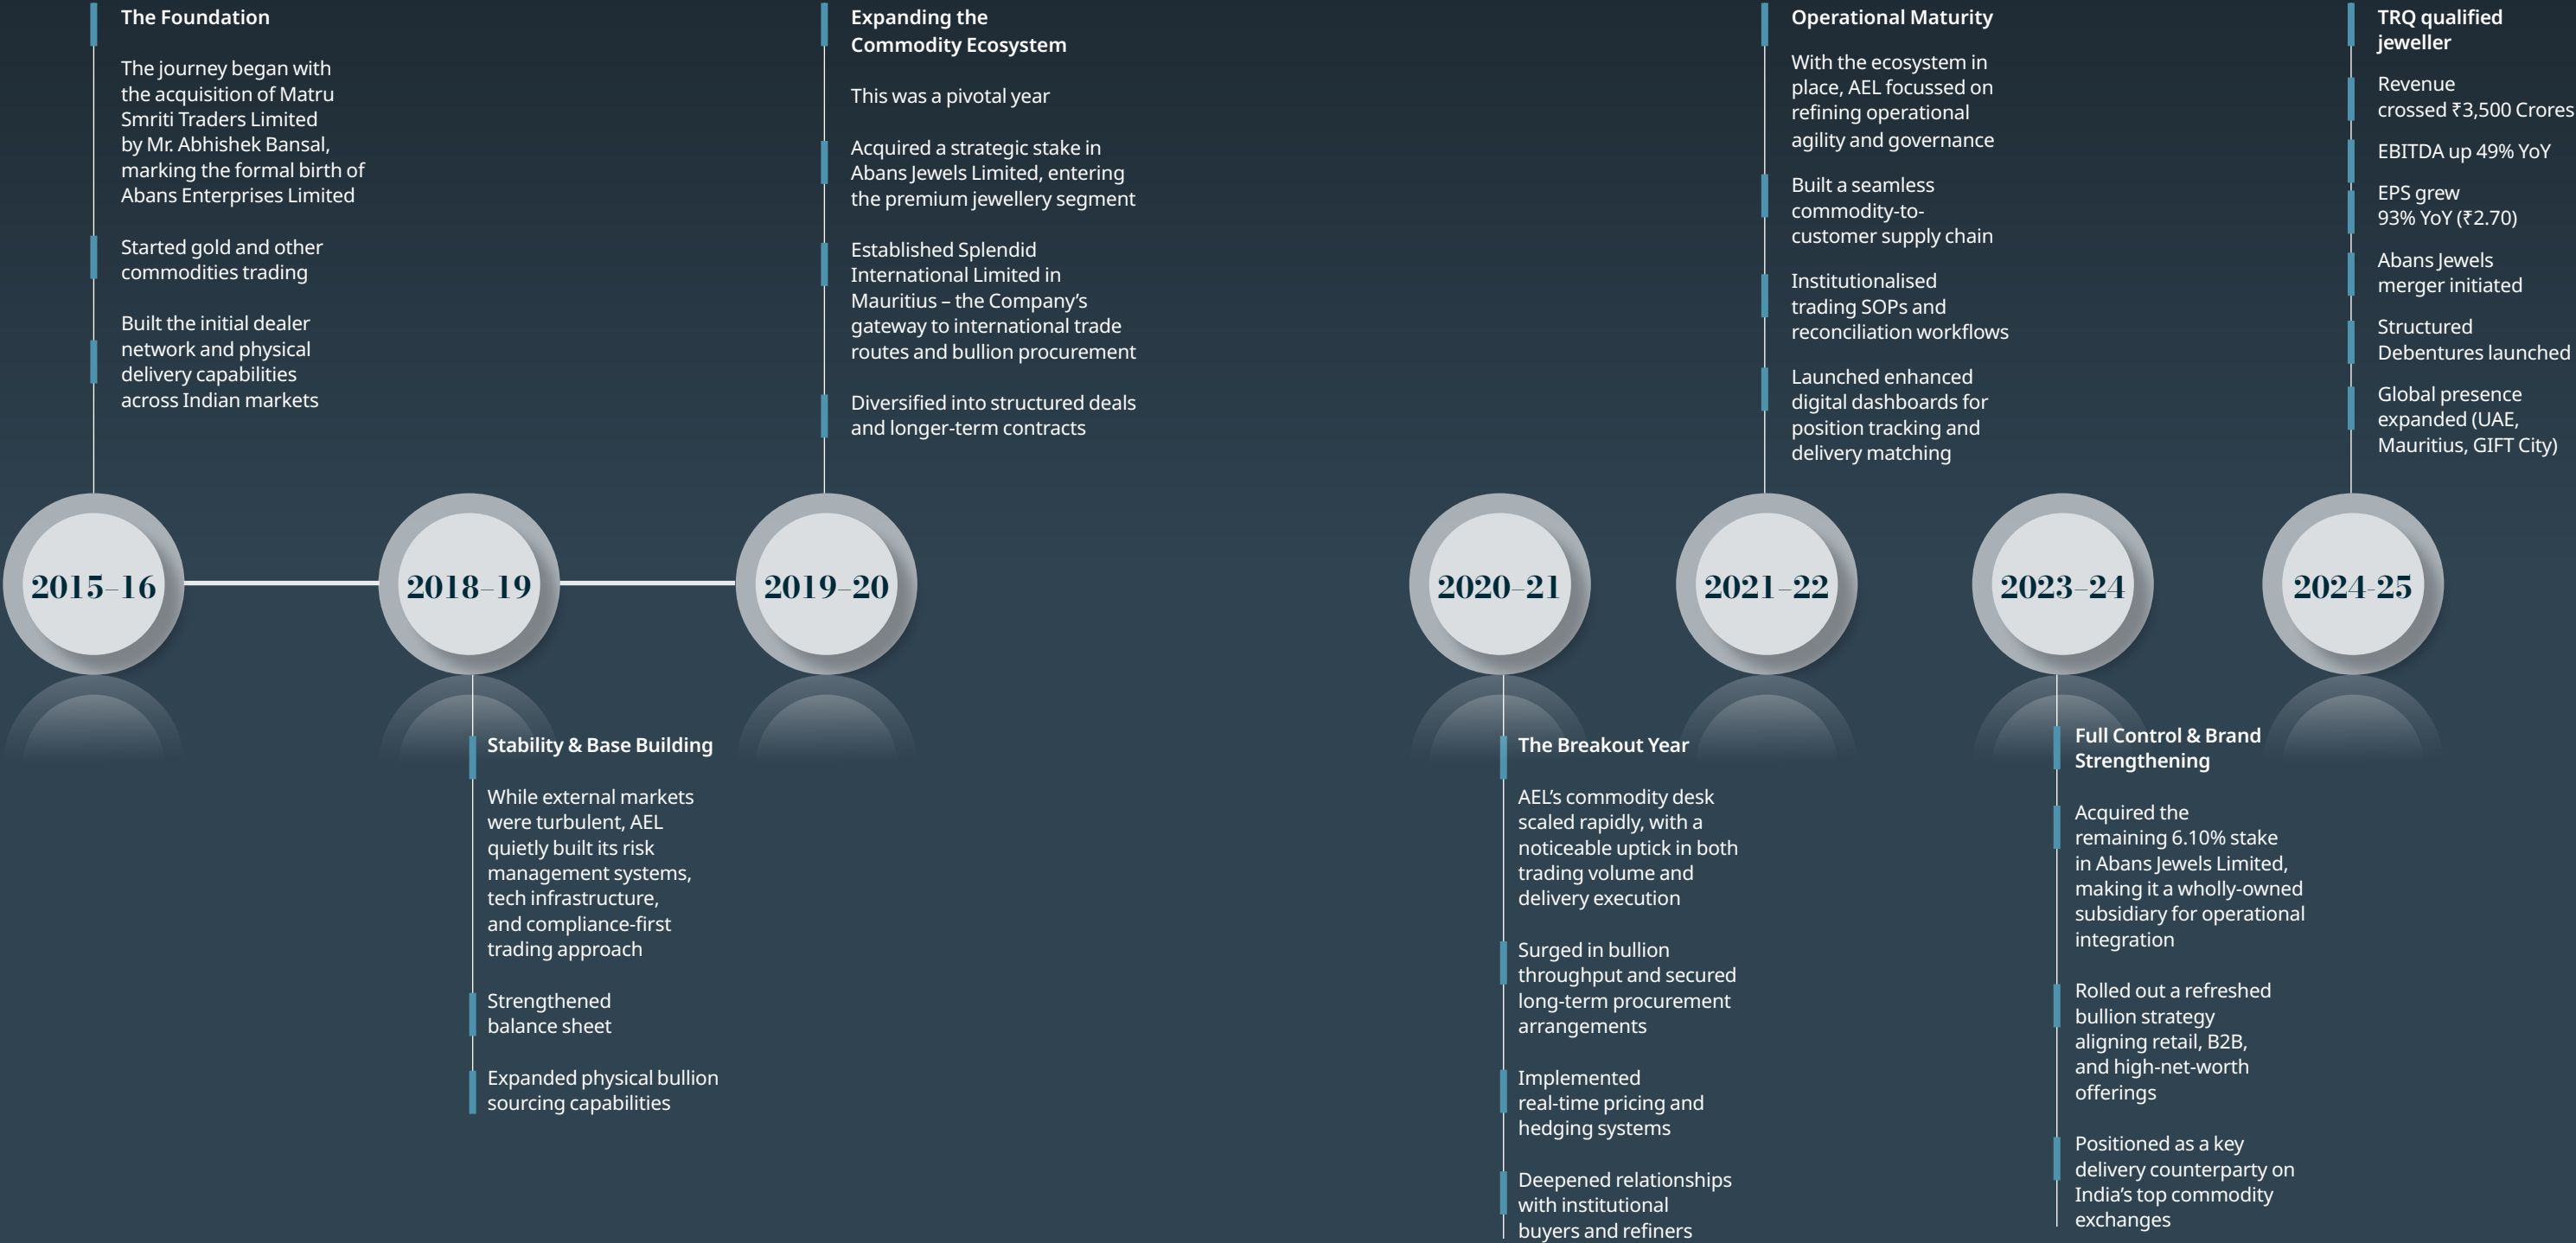 The Foundation
The journey began with
the acquisition of Matru
Smriti Traders Limited
by Mr. Abhishek Bansal,
marking the formal birth of
Abans Enterprises Limited
Started gold and other
commodities trading
Built the initial dealer
network and physical
delivery capabilities
across Indian markets
Expanding the
Commodity Ecosystem
This was a pivotal year
Acquired a strategic stake in
Abans Jewels Limited, entering
the premium jewellery segment
Established Splendid
International Limited in
Mauritius – the Company’s
gateway to international trade
routes and bullion procurement
Diversified into structured deals
and longer-term contracts
Operational Maturity
With the ecosystem in
place, AEL focussed on
refining operational
agility and governance
Built a seamless
commodity-to-
customer supply chain
Institutionalised
trading SOPs and
reconciliation workflows
Launched enhanced
digital dashboards for
position tracking and
delivery matching
TRQ qualified
jeweller
Revenue
crossed ₹3,500 Crores
EBITDA up 49% YoY
EPS grew
93% YoY (₹2.70)
Abans Jewels
merger initiated
Structured
Debentures launched
Global presence
expanded (UAE,
Mauritius, GIFT City)
2015–16
2018–19
2019–20
2020–21
2021–22
2023–24
2024-25
Stability & Base Building
While external markets
were turbulent, AEL
quietly built its risk
management systems,
tech infrastructure,
and compliance-first
trading approach
Strengthened
balance sheet
Expanded physical bullion
sourcing capabilities
The Breakout Year
AEL’s commodity desk
scaled rapidly, with a
noticeable uptick in both
trading volume and
delivery execution
Surged in bullion
throughput and secured
long-term procurement
arrangements
Implemented
real-time pricing and
hedging systems
Deepened relationships
with institutional
buyers and refiners
Full Control & Brand
Strengthening
Acquired the
remaining 6.10% stake
in Abans Jewels Limited,
making it a wholly-owned
subsidiary for operational
integration
Rolled out a refreshed
bullion strategy
aligning retail, B2B,
and high-net-worth
offerings
Positioned as a key
delivery counterparty on
India’s top commodity
exchanges